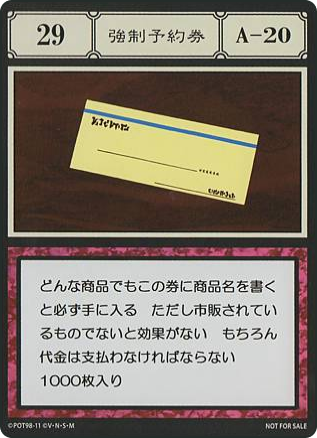 29
強制予約券
A-20
どんな商品でもこの券に商品名を書く
と必ず手に入る　ただし市販されてい
るものでないと効果がない　もちろん
代金は支払わなければならない
1000枚入り
©POT98-11 ©V・N・S・M
NOT FOR SALE